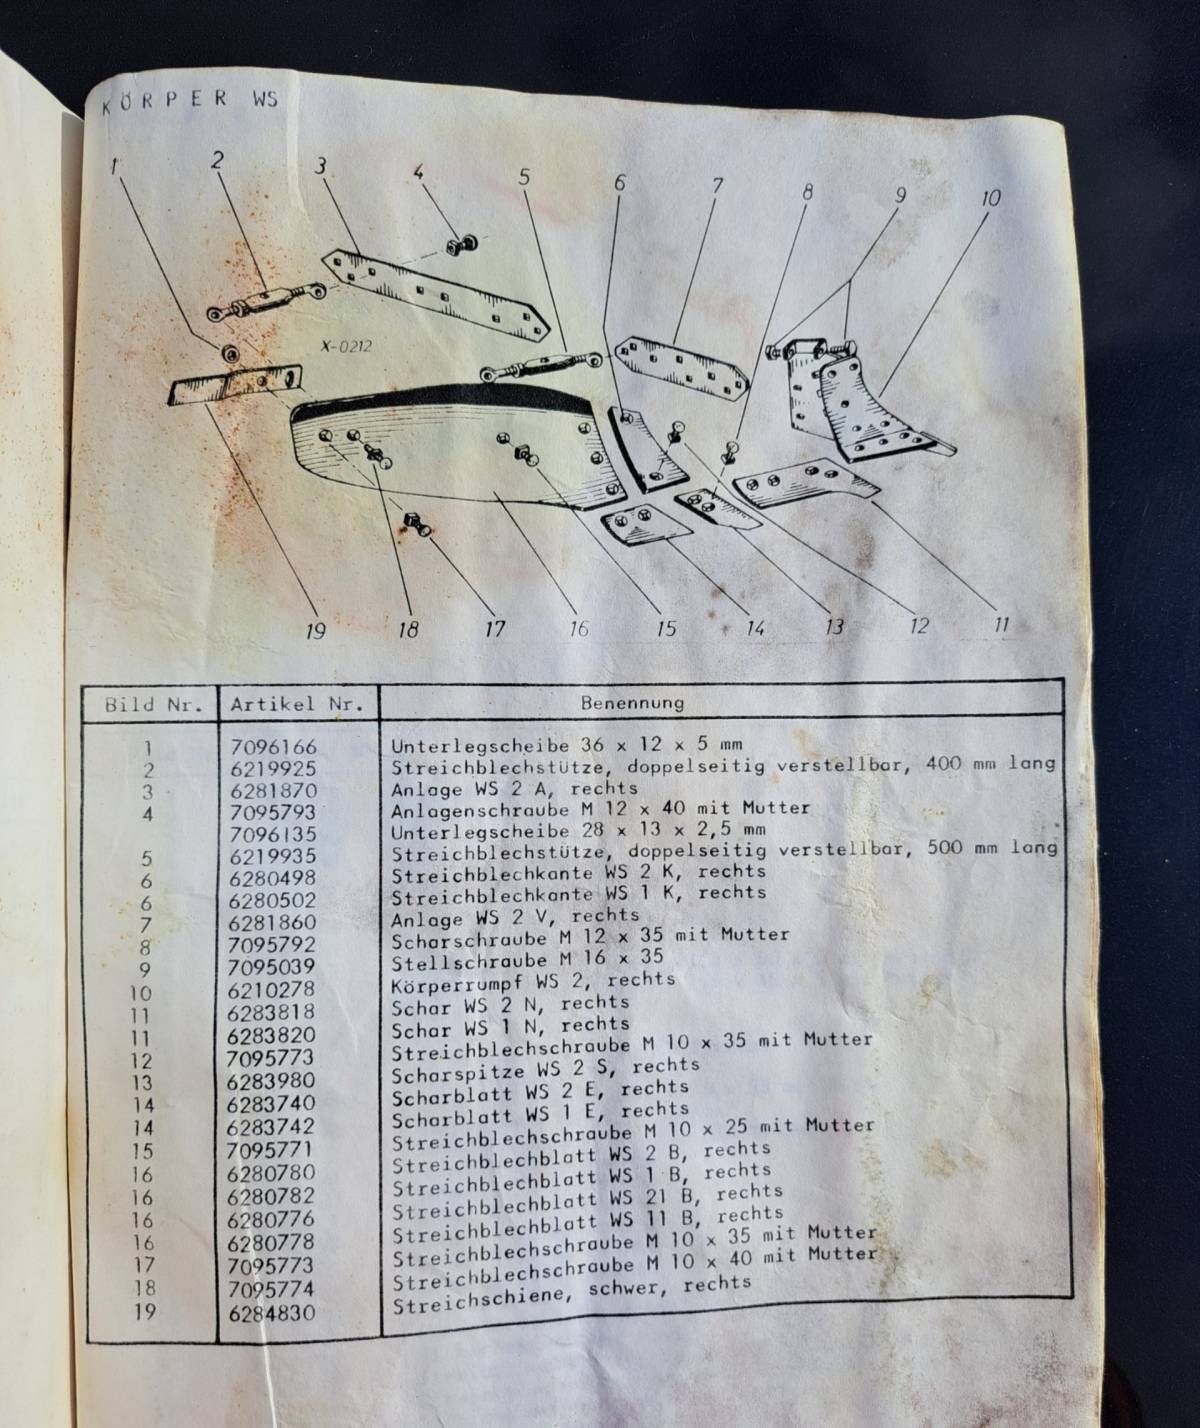 KÖRPER WS
1 2 3 4 5 6 7 8 9 10
X-0212
19 18 17 16 15 14 13 12 11
Bild Nr. Artikel Nr. Benennung
1 7096166 Unterlegscheibe 36 x 12 x 5 mm
2 6219925 Streichblechstütze, doppelseitig verstellbar, 400 mm lang
3 6281870 Anlage WS 2 A, rechts
4 7095793 Anlagenschraube M 12 x 40 mit Mutter
7096135 Unterlegscheibe 28 x 13 x 2,5 mm
5 6219935 Streichblechstütze, doppelseitig verstellbar, 500 mm lang
6 6280498 Streichblechkante WS 2 K, rechts
6 6280502 Streichblechkante WS 1 K, rechts
7 6281860 Anlage WS 2 V, rechts
8 7095792 Scharschraube M 12 x 35 mit Mutter
9 7095039 Stellschraube M 16 x 35
10 6210278 Körperrumpf WS 2, rechts
11 6283818 Schar WS 2 N, rechts
11 6283820 Schar WS 1 N, rechts
12 7095773 Streichblechschraube M 10 x 35 mit Mutter
13 6283980 Scharspitze WS 2 S, rechts
14 6283740 Scharblatt WS 2 E, rechts
14 6283742 Scharblatt WS 1 E, rechts
15 7095771 Streichblechschraube M 10 x 25 mit Mutter
16 6280780 Streichblechblatt WS 2 B, rechts
16 6280782 Streichblechblatt WS 1 B, rechts
16 6280776 Streichblechblatt WS 21 B, rechts
16 6280778 Streichblechblatt WS 11 B, rechts
17 7095773 Streichblechschraube M 10 x 35 mit Mutter
18 7095774 Streichblechschraube M 10 x 40 mit Mutter
19 6284830 Streichschiene, schwer, rechts